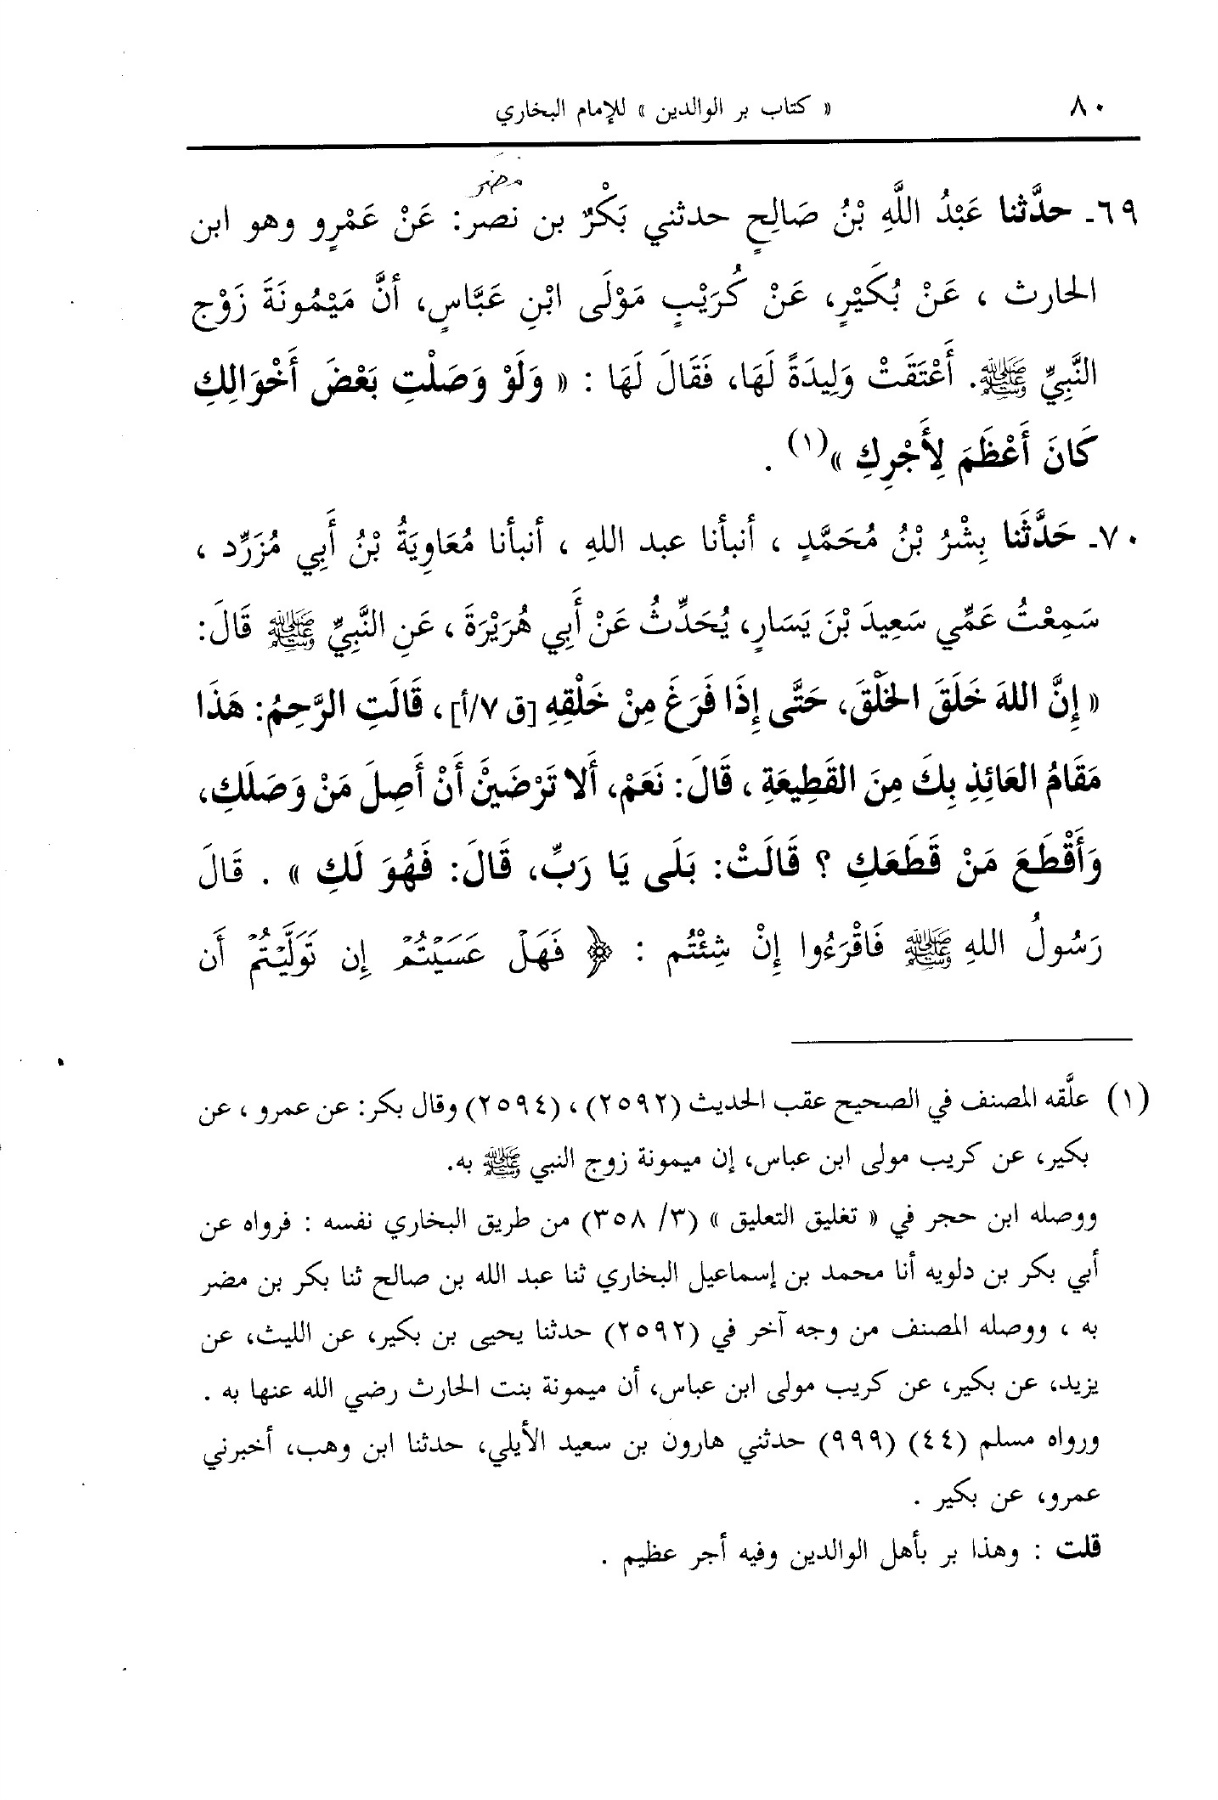 ٨٠ « كتاب بر الوالدين » للإمام البخاري
مضر
٦٩ـ حدَّثنا عَبْدُ اللَّهِ بْنُ صَالِحٍ حدثني بَكْرٌ بن نصر: عَنْ عَمْرٍو وهو ابن
الحارث ، عَنْ بُكَيْرٍ، عَنْ كُرَيْبٍ مَوْلَى ابْنِ عَبَّاسٍ، أنَّ مَيْمُونَةَ زَوْج
النَّبِيِّ ﷺ. أَعْتَقَتْ وَلِيدَةً لَهَا، فَقَالَ لَهَا : « وَلَوْ وَصَلْتِ بَعْضَ أَخْوَالِكِ
كَانَ أَعْظَمَ لِأَجْرِكِ »(١) .
٧٠ـ حَدَّثَنا بِشْرُ بْنُ مُحَمَّدٍ ، أنبأنا عبد اللهِ ، أنبأنا مُعَاوِيَةُ بْنُ أَبِي مُزَرِّد ،
سَمِعْتُ عَمِّي سَعِيدَ بْنَ يَسَارٍ، يُحَدِّثُ عَنْ أَبِي هُرَيْرَةَ ، عَنِ النَّبِيِّ ﷺ قَالَ:
« إِنَّ اللهَ خَلَقَ الخَلْقَ، حَتَّى إِذَا فَرَغَ مِنْ خَلْقِهِ [ق ٧/أ]، قَالَتِ الرَّحِمُ: هَذَا
مَقَامُ العَائِذِ بِكَ مِنَ القَطِيعَةِ ، قَالَ: نَعَمْ، أَلا تَرْضَيْنَ أَنْ أَصِلَ مَنْ وَصَلَكِ،
وَأَقْطَعَ مَنْ قَطَعَكِ ؟ قَالَتْ: بَلَى يَا رَبِّ، قَالَ: فَهُوَ لَكِ » . قَالَ
رَسُولُ اللهِ ﷺ فَاقْرَءُوا إِنْ شِئْتُم : ﴿ فَهَلْ عَسَيْتُمْ إِن تَوَلَّيْتُمْ أَن
(١) علَّقه المصنف في الصحيح عقب الحديث (٢٥٩٢) ، (٢٥٩٤) وقال بكر: عن عمرو ، عن
بكير، عن كريب مولى ابن عباس، إن ميمونة زوج النبي ﷺ به.
ووصله ابن حجر في « تغليق التعليق » (٣/ ٣٥٨) من طريق البخاري نفسه : فرواه عن
أبي بكر بن دلويه أنا محمد بن إسماعيل البخاري ثنا عبد الله بن صالح ثنا بكر بن مضر
به ، ووصله المصنف من وجه آخر في (٢٥٩٢) حدثنا يحيى بن بكير، عن الليث، عن
يزيد، عن بكير، عن كريب مولى ابن عباس، أن ميمونة بنت الحارث رضي الله عنها به .
ورواه مسلم (٤٤) (٩٩٩) حدثني هارون بن سعيد الأيلي، حدثنا ابن وهب، أخبرني
عمرو، عن بكير .
قلت : وهذا بر بأهل الوالدين وفيه أجر عظيم .